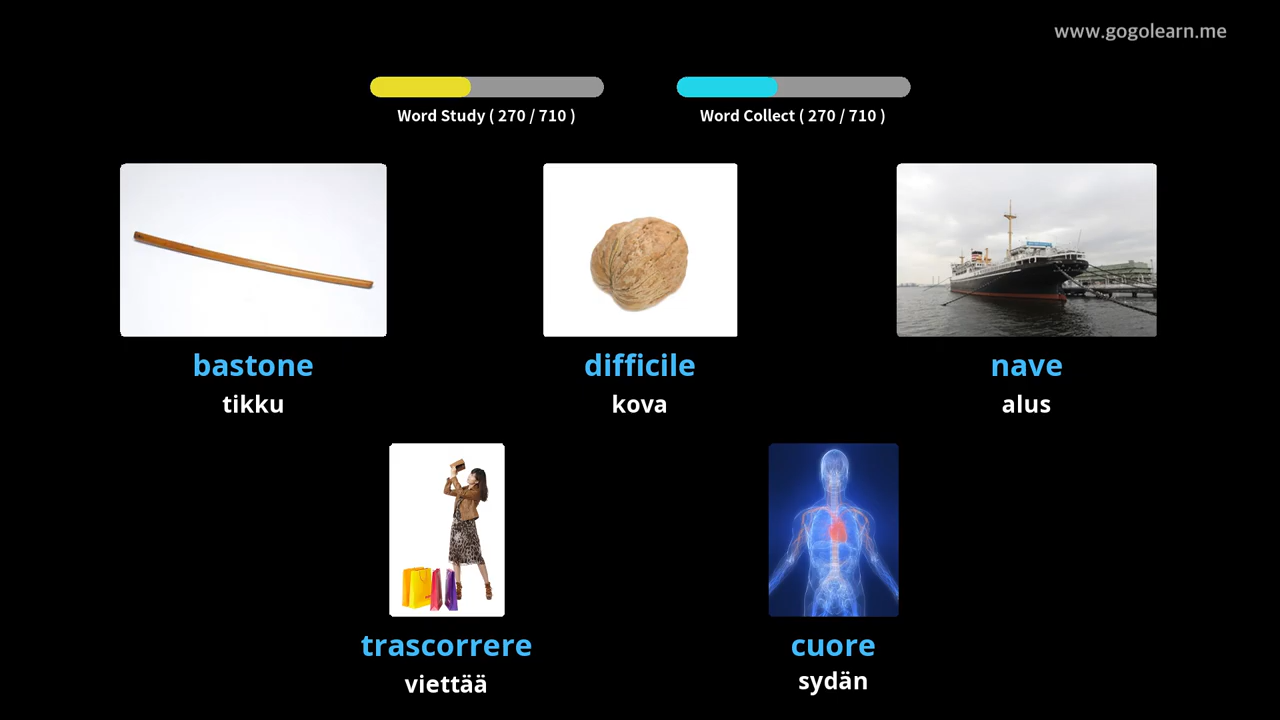 www.gogolearn.me
Word Study ( 270 / 710 )
Word Collect ( 270 / 710 )
bastone
tikku
difficile
kova
nave
alus
trascorrere
viettää
cuore
sydän